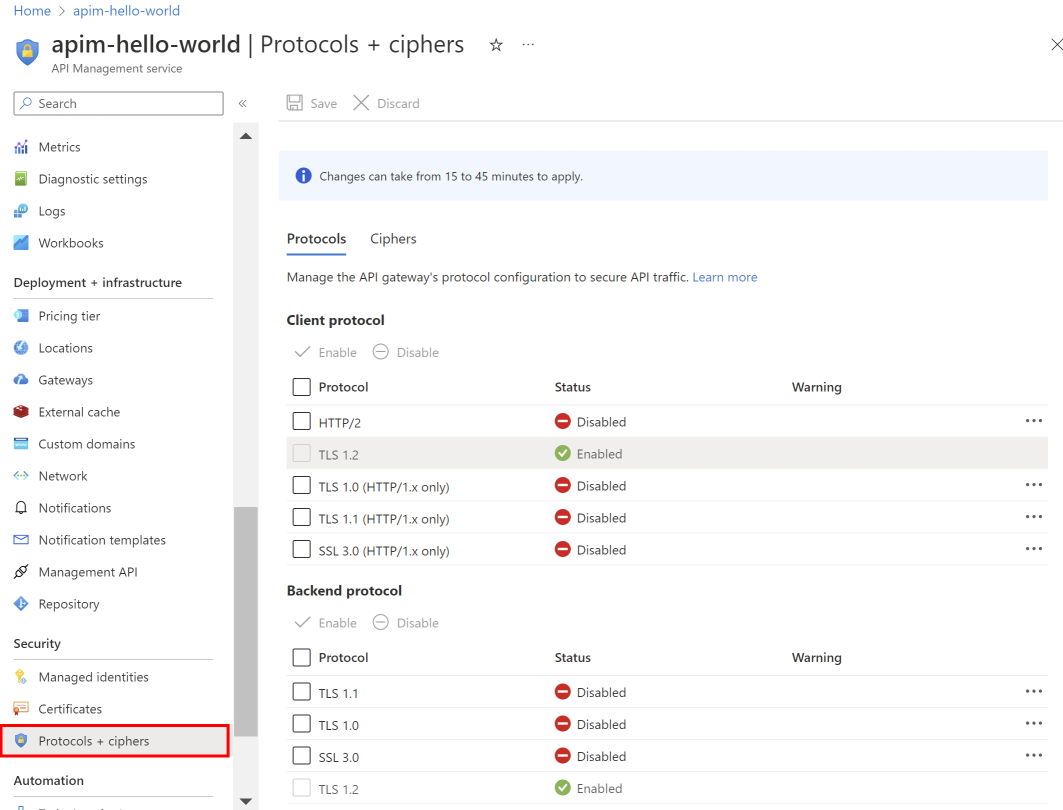 Home > apim-hello-world
apim-hello-world | Protocols + ciphers
API Management service
Search
Metrics
Diagnostic settings
Logs
Workbooks
Deployment + infrastructure
Pricing tier
Locations
Gateways
External cache
Custom domains
Network
Notifications
Notification templates
Management API
Repository
Security
Managed identities
Certificates
Protocols + ciphers
Automation
Save Discard
Changes can take from 15 to 45 minutes to apply.
Protocols Ciphers
Manage the API gateway's protocol configuration to secure API traffic. Learn more
Client protocol
Enable Disable
Protocol Status Warning
HTTP/2 Disabled
TLS 1.2 Enabled
TLS 1.0 (HTTP/1.x only) Disabled
TLS 1.1 (HTTP/1.x only) Disabled
SSL 3.0 (HTTP/1.x only) Disabled
Backend protocol
Enable Disable
Protocol Status Warning
TLS 1.1 Disabled
TLS 1.0 Disabled
SSL 3.0 Disabled
TLS 1.2 Enabled